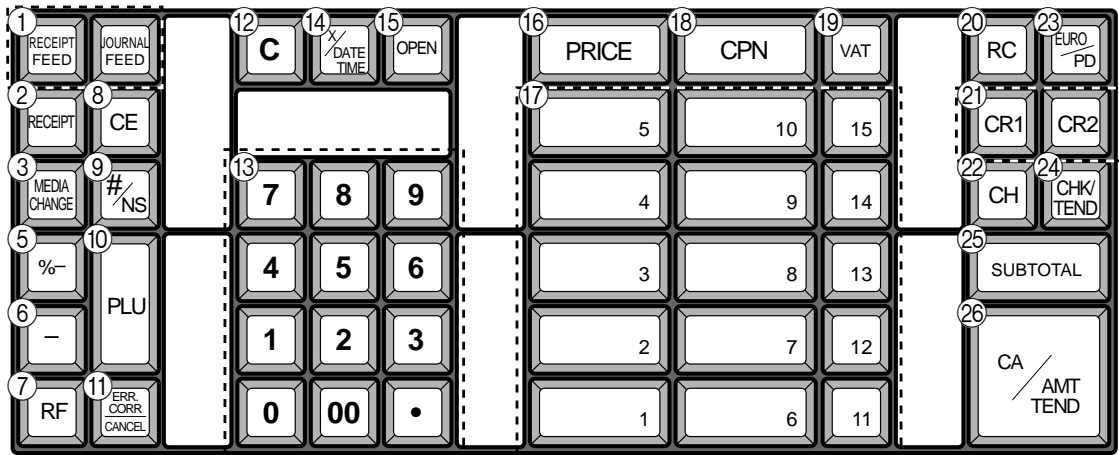 ① ⑫ ⑭ ⑮ ⑯ ⑱ ⑲ ⑳ ㉓
RECEIPT FEED
JOURNAL FEED
C
X/DATE TIME
OPEN
PRICE
CPN
VAT
RC
EURO/PD
② ⑧ ⑰ ㉑
RECEIPT
CE
5
10
15
CR1
CR2
③ ⑨ ⑬ ㉒ ㉔
MEDIA CHANGE
#/NS
7
8
9
4
9
14
CH
CHK/TEND
⑤ ⑩ ㉕
%−
PLU
4
5
6
3
8
13
SUBTOTAL
⑥ ㉖
−
1
2
3
2
7
12
CA/AMT TEND
⑦ ⑪
RF
ERR. CORR
CANCEL
0
00
•
1
6
11